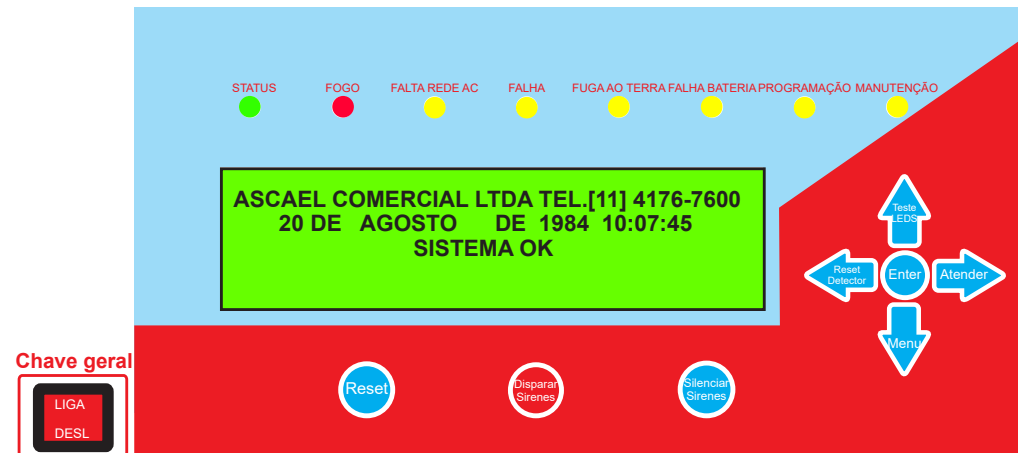 STATUS FOGO FALTA REDE AC FALHA FUGA AO TERRA FALHA BATERIA PROGRAMAÇÃO MANUTENÇÃO
ASCAEL COMERCIAL LTDA TEL.[11] 4176-7600
20 DE AGOSTO DE 1984 10:07:45
SISTEMA OK
Teste
LEDS
Reset
Detector
Enter
Atender
Menu
Chave geral
LIGA
DESL
Reset
Disparar
Sirenes
Silenciar
Sirenes